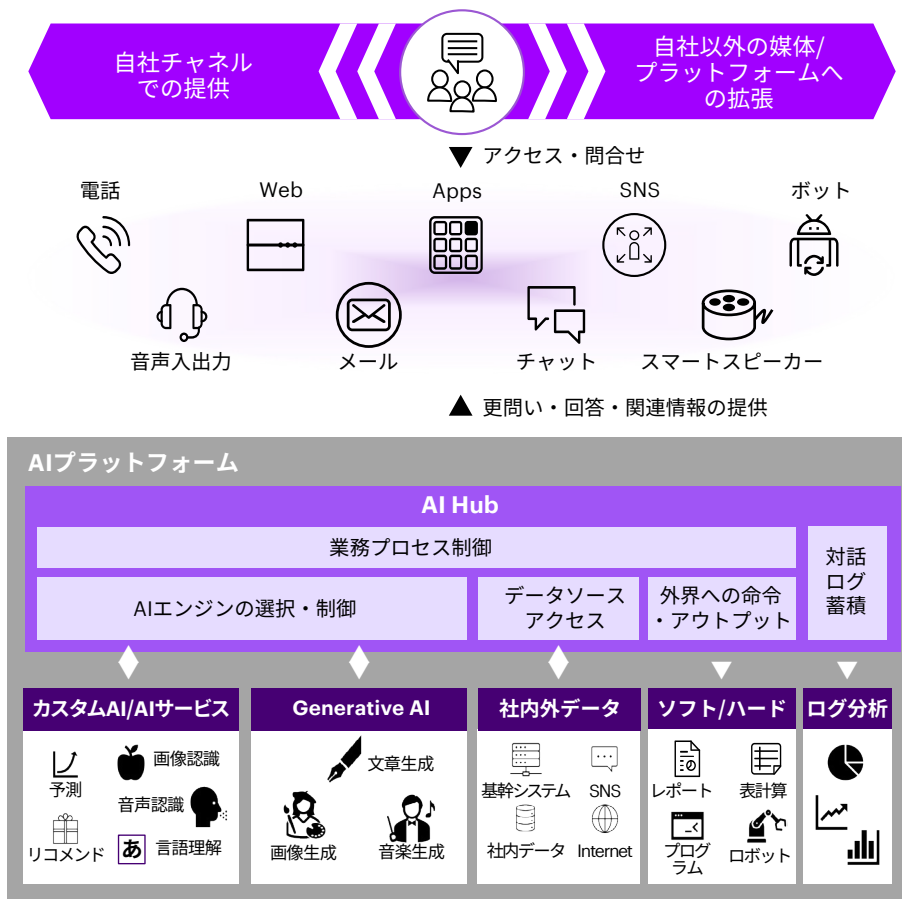 自社チャネル
での提供
自社以外の媒体/
プラットフォームへ
の拡張
アクセス・問合せ
電話
Web
Apps
SNS
ボット
音声入出力
メール
チャット
スマートスピーカー
更問い・回答・関連情報の提供
AIプラットフォーム
AI Hub
業務プロセス制御
対話
ログ
蓄積
AIエンジンの選択・制御
データソース
アクセス
外界への命令
・アウトプット
カスタムAI/AIサービス
予測
画像認識
音声認識
リコメンド
あ
言語理解
Generative AI
文章生成
画像生成
音楽生成
社内外データ
基幹システム
SNS
社内データ
Internet
ソフト/ハード
レポート
表計算
プログ
ラム
ロボット
ログ分析